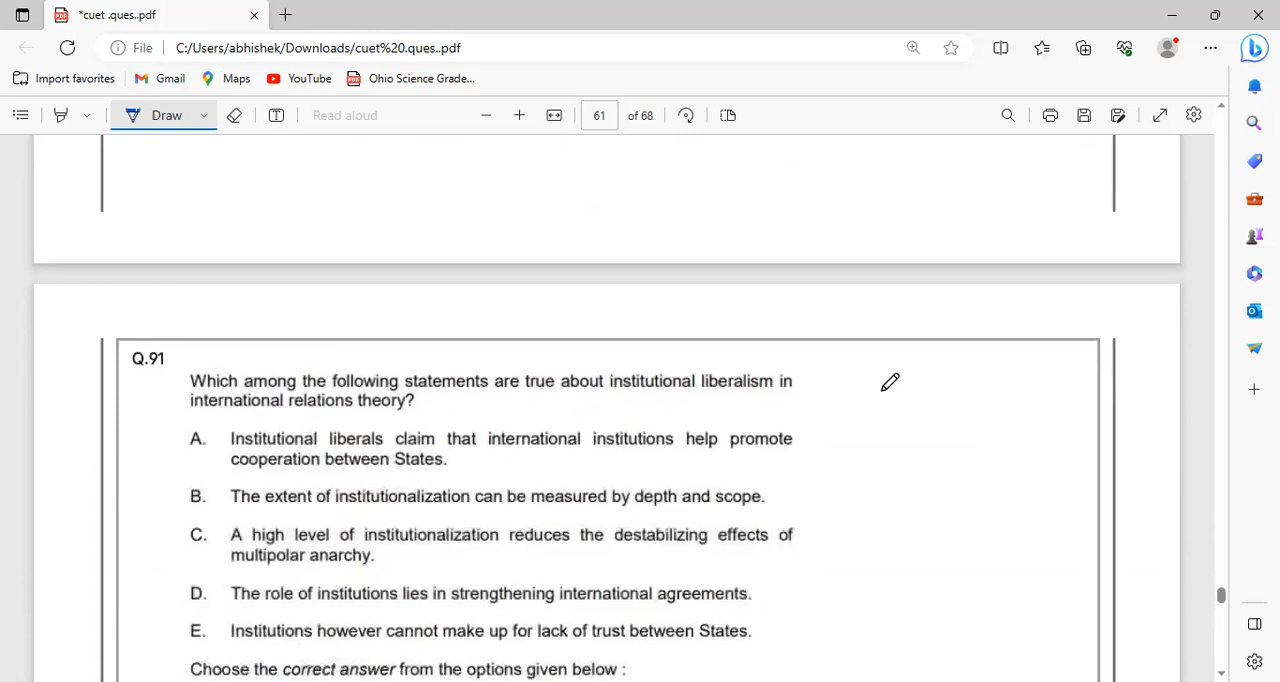 *cuet .ques..pdf
File C:/Users/abhishek/Downloads/cuet%20.ques..pdf
Import favorites Gmail Maps YouTube Ohio Science Grade...
Draw Read aloud 61 of 68
Q.91
Which among the following statements are true about institutional liberalism in
international relations theory?
A. Institutional liberals claim that international institutions help promote
cooperation between States.
B. The extent of institutionalization can be measured by depth and scope.
C. A high level of institutionalization reduces the destabilizing effects of
multipolar anarchy.
D. The role of institutions lies in strengthening international agreements.
E. Institutions however cannot make up for lack of trust between States.
Choose the correct answer from the options given below :